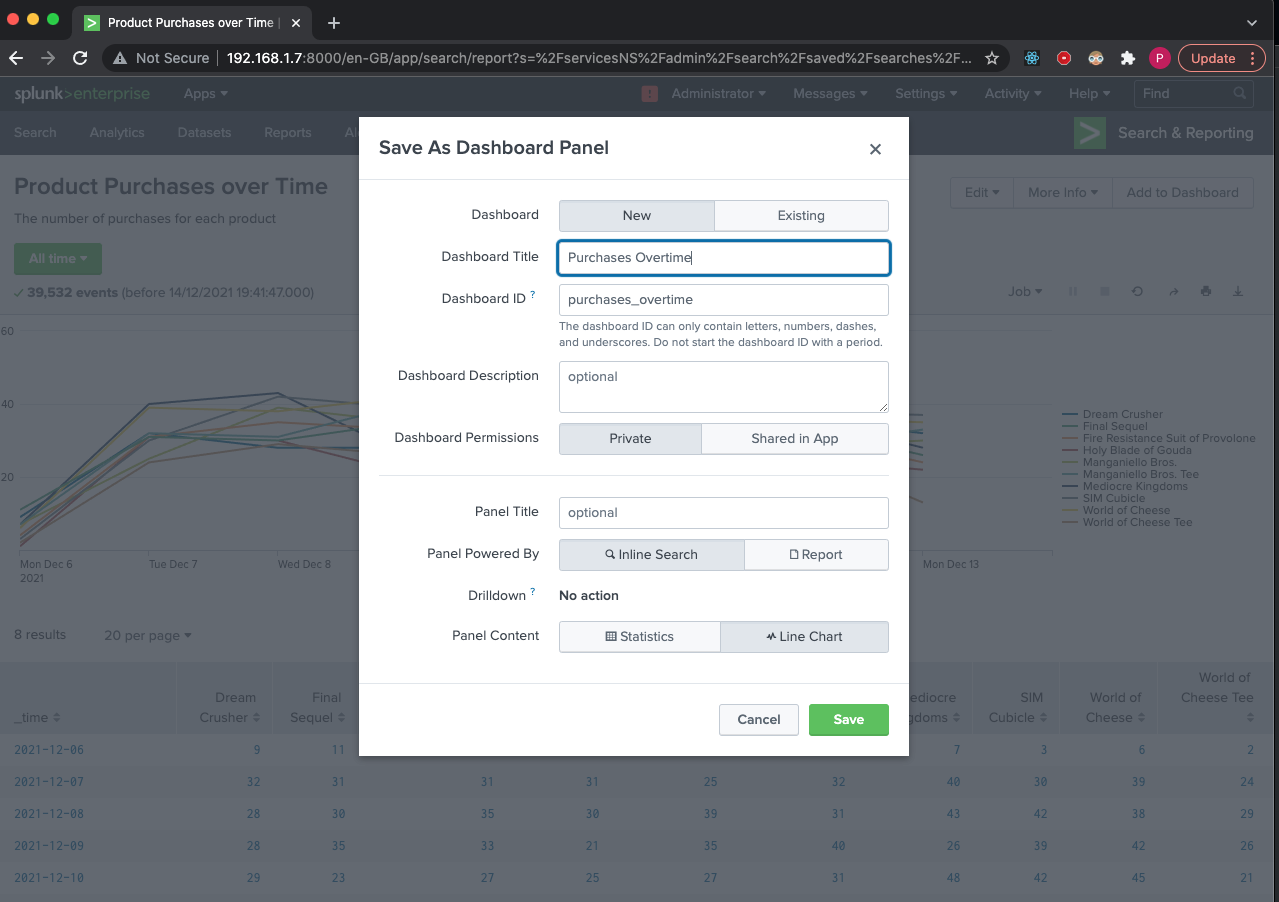 Product Purchases over Time |
Not Secure | 192.168.1.7:8000/en-GB/app/search/report?s=%2FservicesNS%2Fadmin%2Fsearch%2Fsaved%2Fsearches%2F... P Update
splunk>enterprise Apps ! Administrator Messages Settings Activity Help Find
Search Analytics Datasets Reports Search & Reporting
Save As Dashboard Panel
Product Purchases over Time Edit More Info Add to Dashboard
The number of purchases for each product
All time
39,532 events (before 14/12/2021 19:41:47.000) Job
Dashboard New Existing
Dashboard Title Purchases Overtime
Dashboard ID ? purchases_overtime
The dashboard ID can only contain letters, numbers, dashes,
and underscores. Do not start the dashboard ID with a period.
Dashboard Description optional
Dashboard Permissions Private Shared in App
Panel Title optional
Panel Powered By Inline Search Report
Drilldown ? No action
Panel Content Statistics Line Chart
Cancel Save
60
40
20
Mon Dec 6 Tue Dec 7 Wed Dec 8 Mon Dec 13
2021
Dream Crusher
Final Sequel
Fire Resistance Suit of Provolone
Holy Blade of Gouda
Manganiello Bros.
Manganiello Bros. Tee
Mediocre Kingdoms
SIM Cubicle
World of Cheese
World of Cheese Tee
8 results 20 per page
_time Dream Crusher Final Sequel SIM Cubicle World of Cheese World of Cheese Tee
2021-12-06 9 11 7 3 6 2
2021-12-07 32 31 31 31 25 32 40 30 39 24
2021-12-08 28 30 35 30 39 31 43 42 38 29
2021-12-09 28 35 33 21 35 40 26 39 42 26
2021-12-10 29 23 27 25 27 31 48 42 45 21